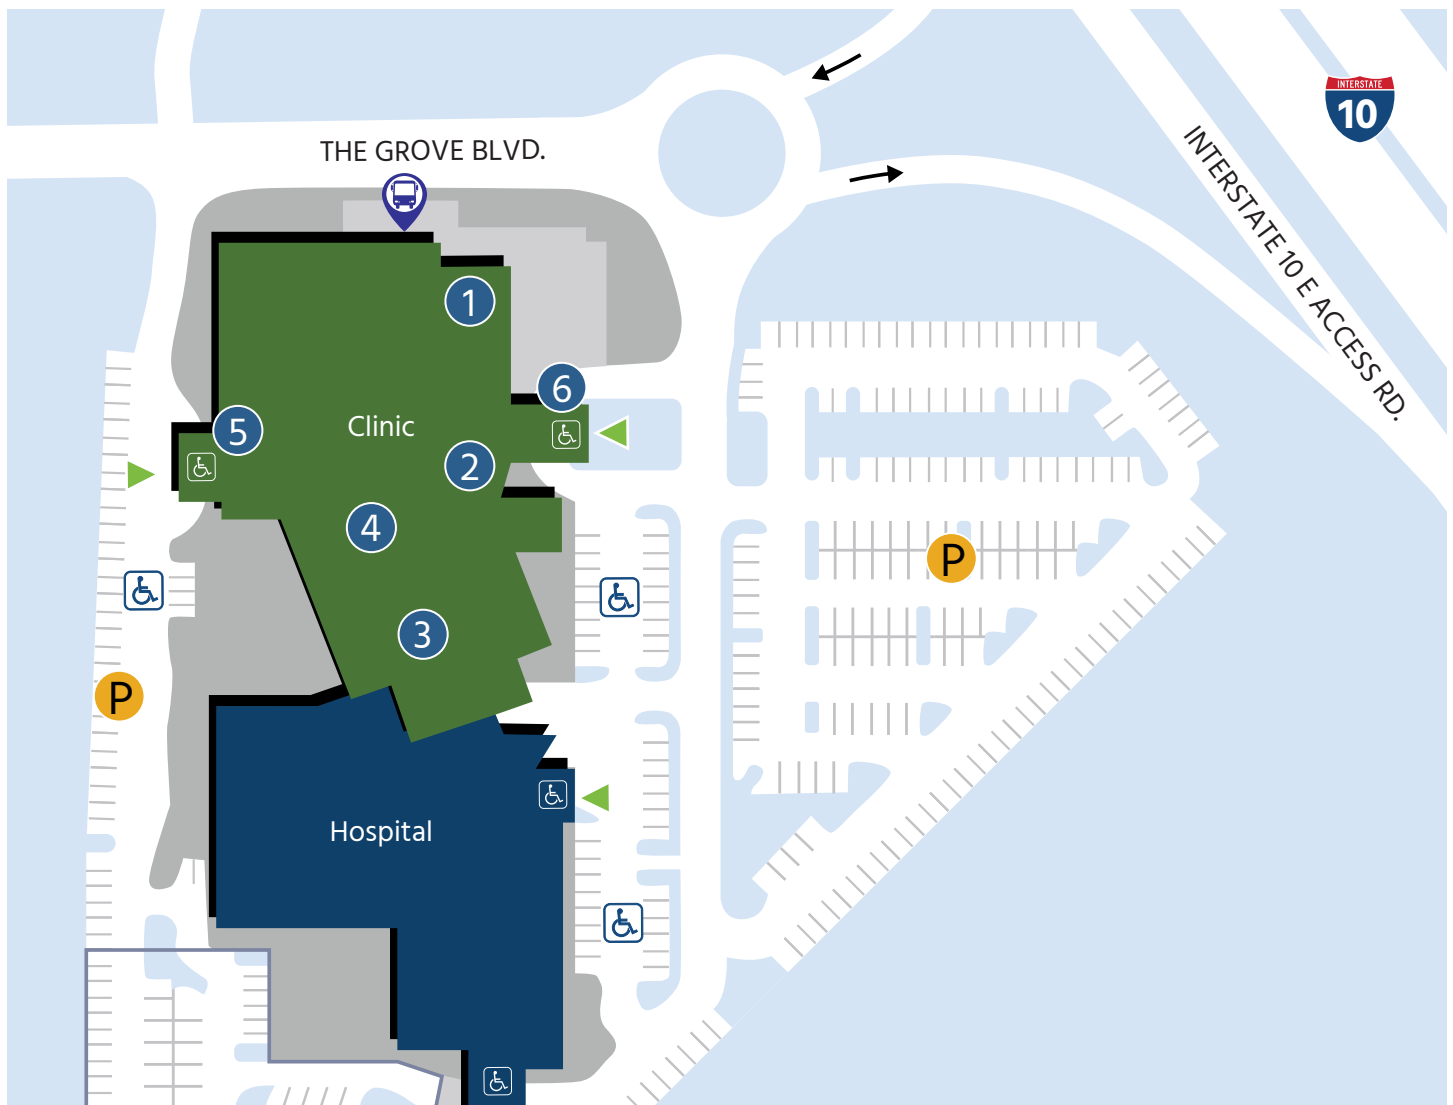 INTERSTATE
10
THE GROVE BLVD.
INTERSTATE 10 E ACCESS RD.
1
6
Clinic
5
2
4
P
3
P
Hospital